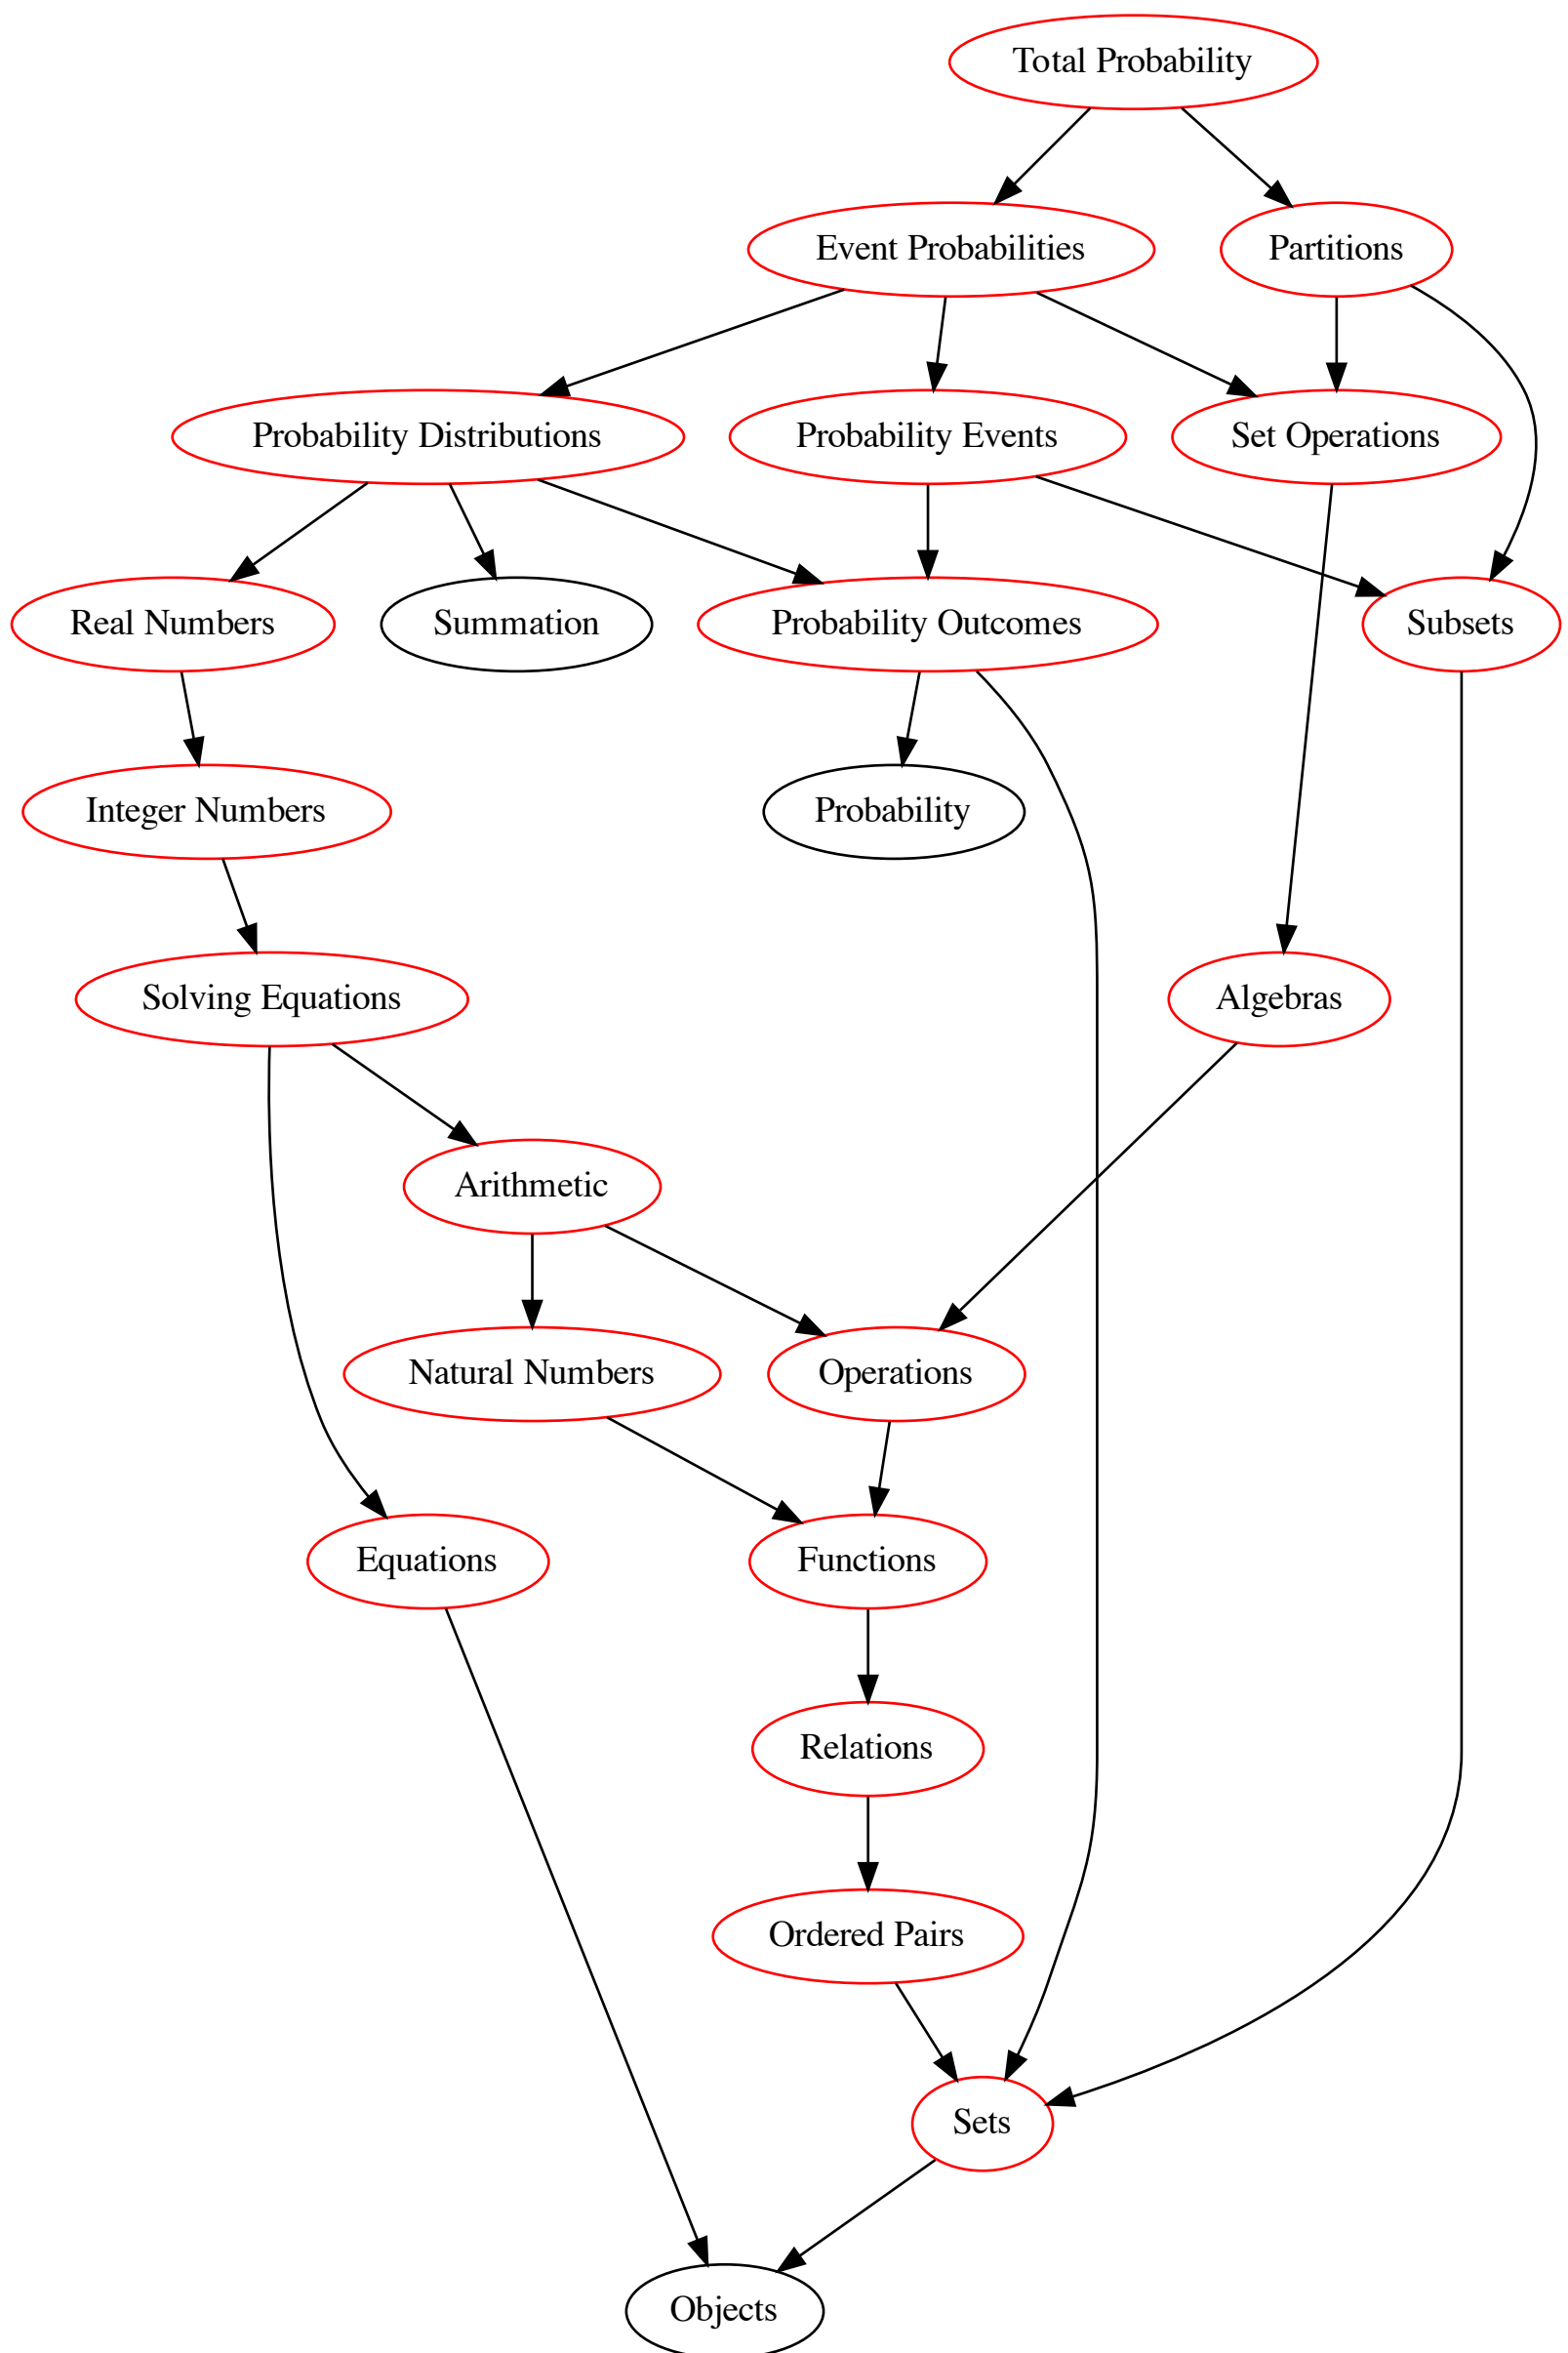 Total Probability
Event Probabilities
Partitions
Probability Distributions
Probability Events
Set Operations
Real Numbers
Summation
Probability Outcomes
Subsets
Integer Numbers
Probability
Solving Equations
Algebras
Arithmetic
Natural Numbers
Operations
Equations
Functions
Relations
Ordered Pairs
Sets
Objects